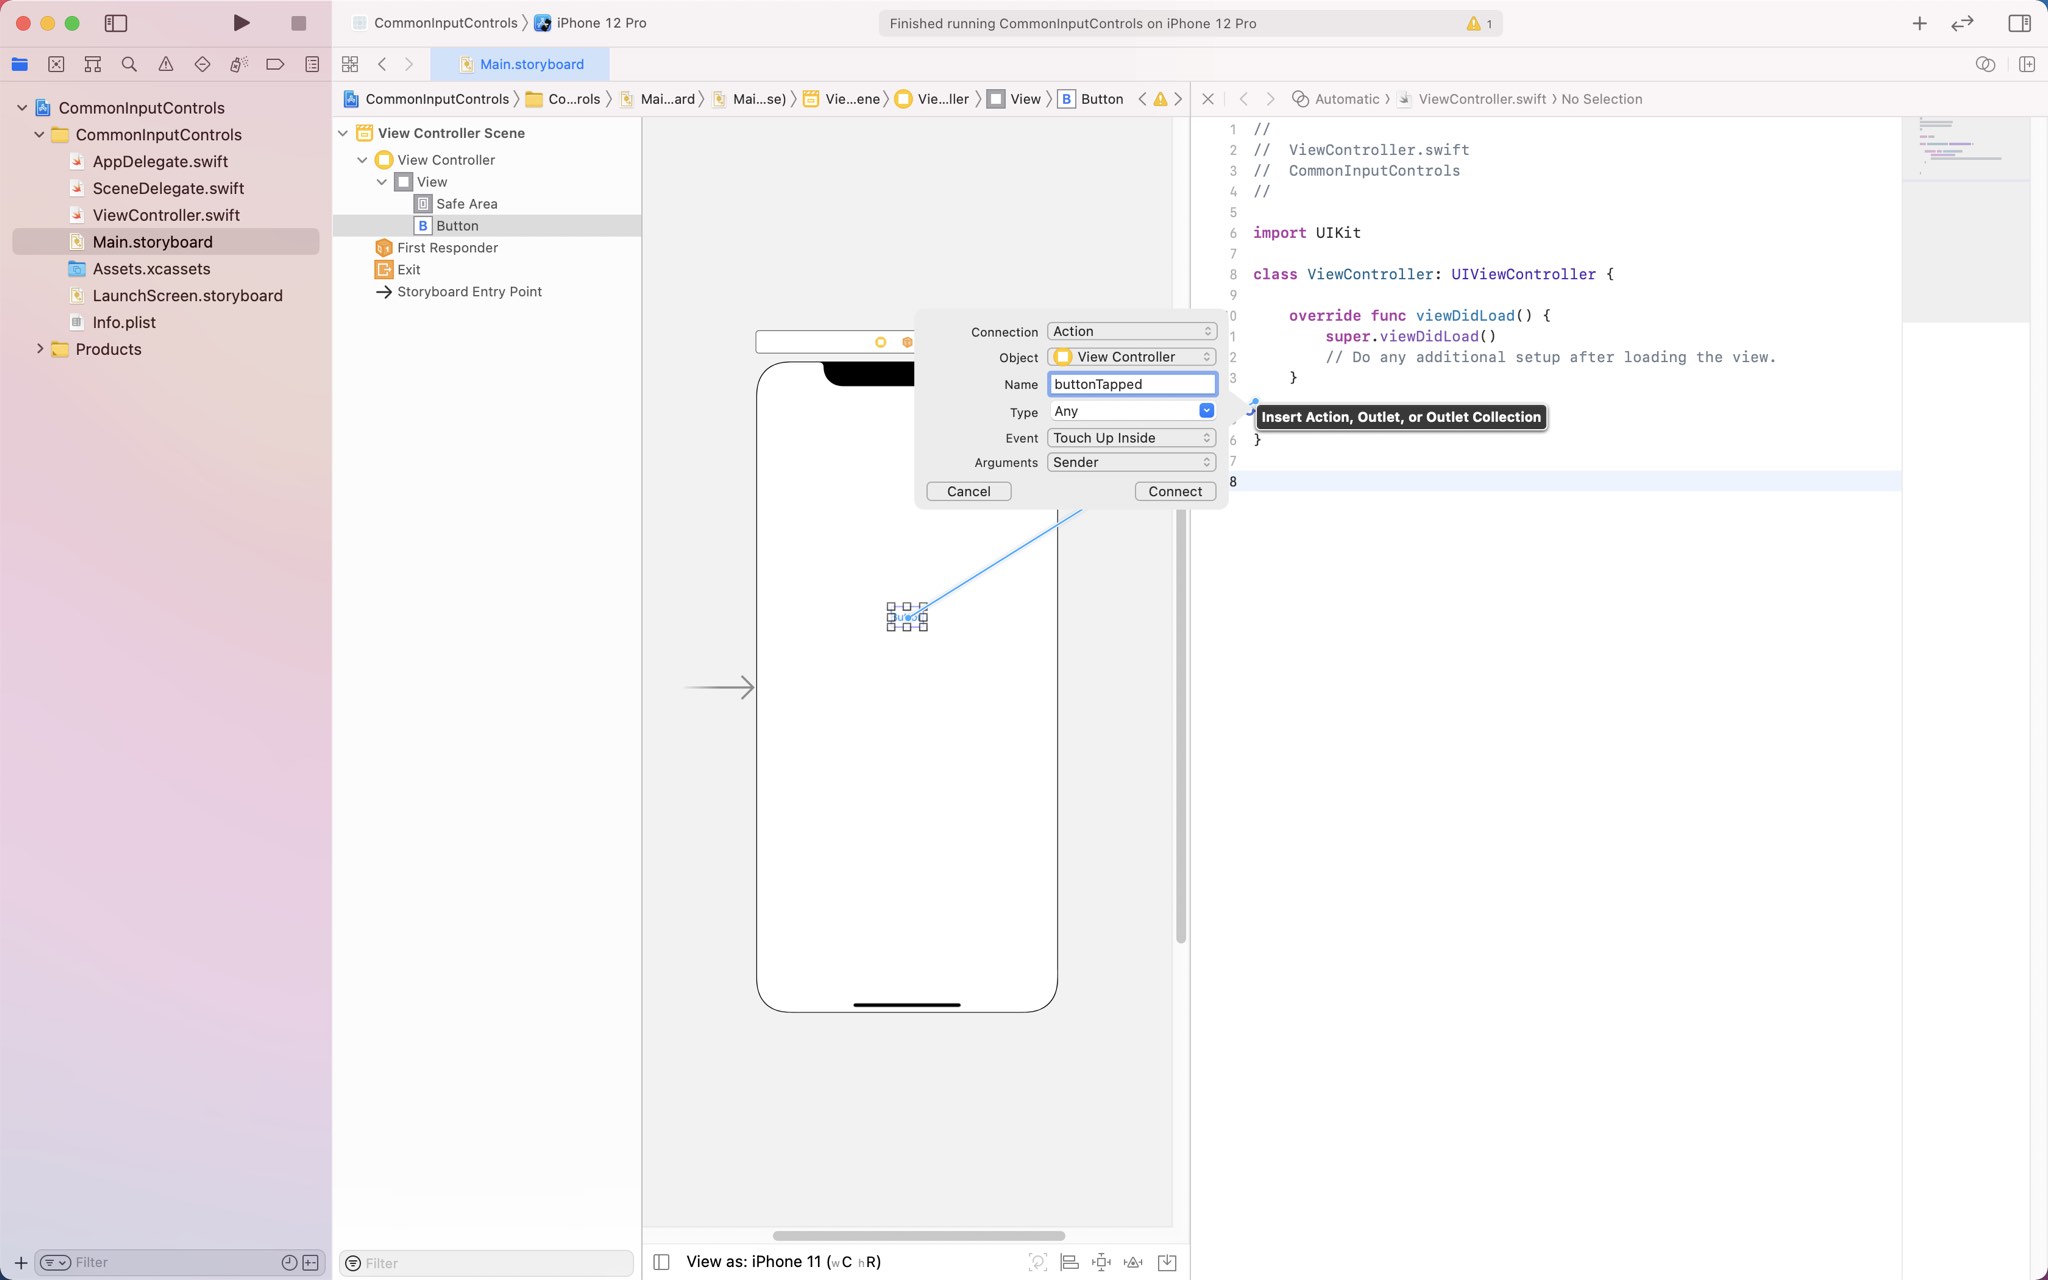 CommonInputControls
iPhone 12 Pro
Finished running CommonInputControls on iPhone 12 Pro
1
Main.storyboard
CommonInputControls
Co...rols
Mai...ard
Mai...se)
Vie...ene
Vie...ller
View
B
Button
Automatic
ViewController.swift
No Selection
CommonInputControls
CommonInputControls
AppDelegate.swift
SceneDelegate.swift
ViewController.swift
Main.storyboard
Assets.xcassets
LaunchScreen.storyboard
Info.plist
Products
View Controller Scene
View Controller
View
Safe Area
B Button
First Responder
Exit
Storyboard Entry Point
Connection Action
Object View Controller
Name buttonTapped
Type Any
Event Touch Up Inside
Arguments Sender
Cancel Connect
1 //
2 // ViewController.swift
3 // CommonInputControls
4 //
5
6 import UIKit
7
8 class ViewController: UIViewController {
9
0 override func viewDidLoad() {
1 super.viewDidLoad()
2 // Do any additional setup after loading the view.
3 }
Insert Action, Outlet, or Outlet Collection
6 }
7
8
Filter
Filter
View as: iPhone 11 (wC hR)